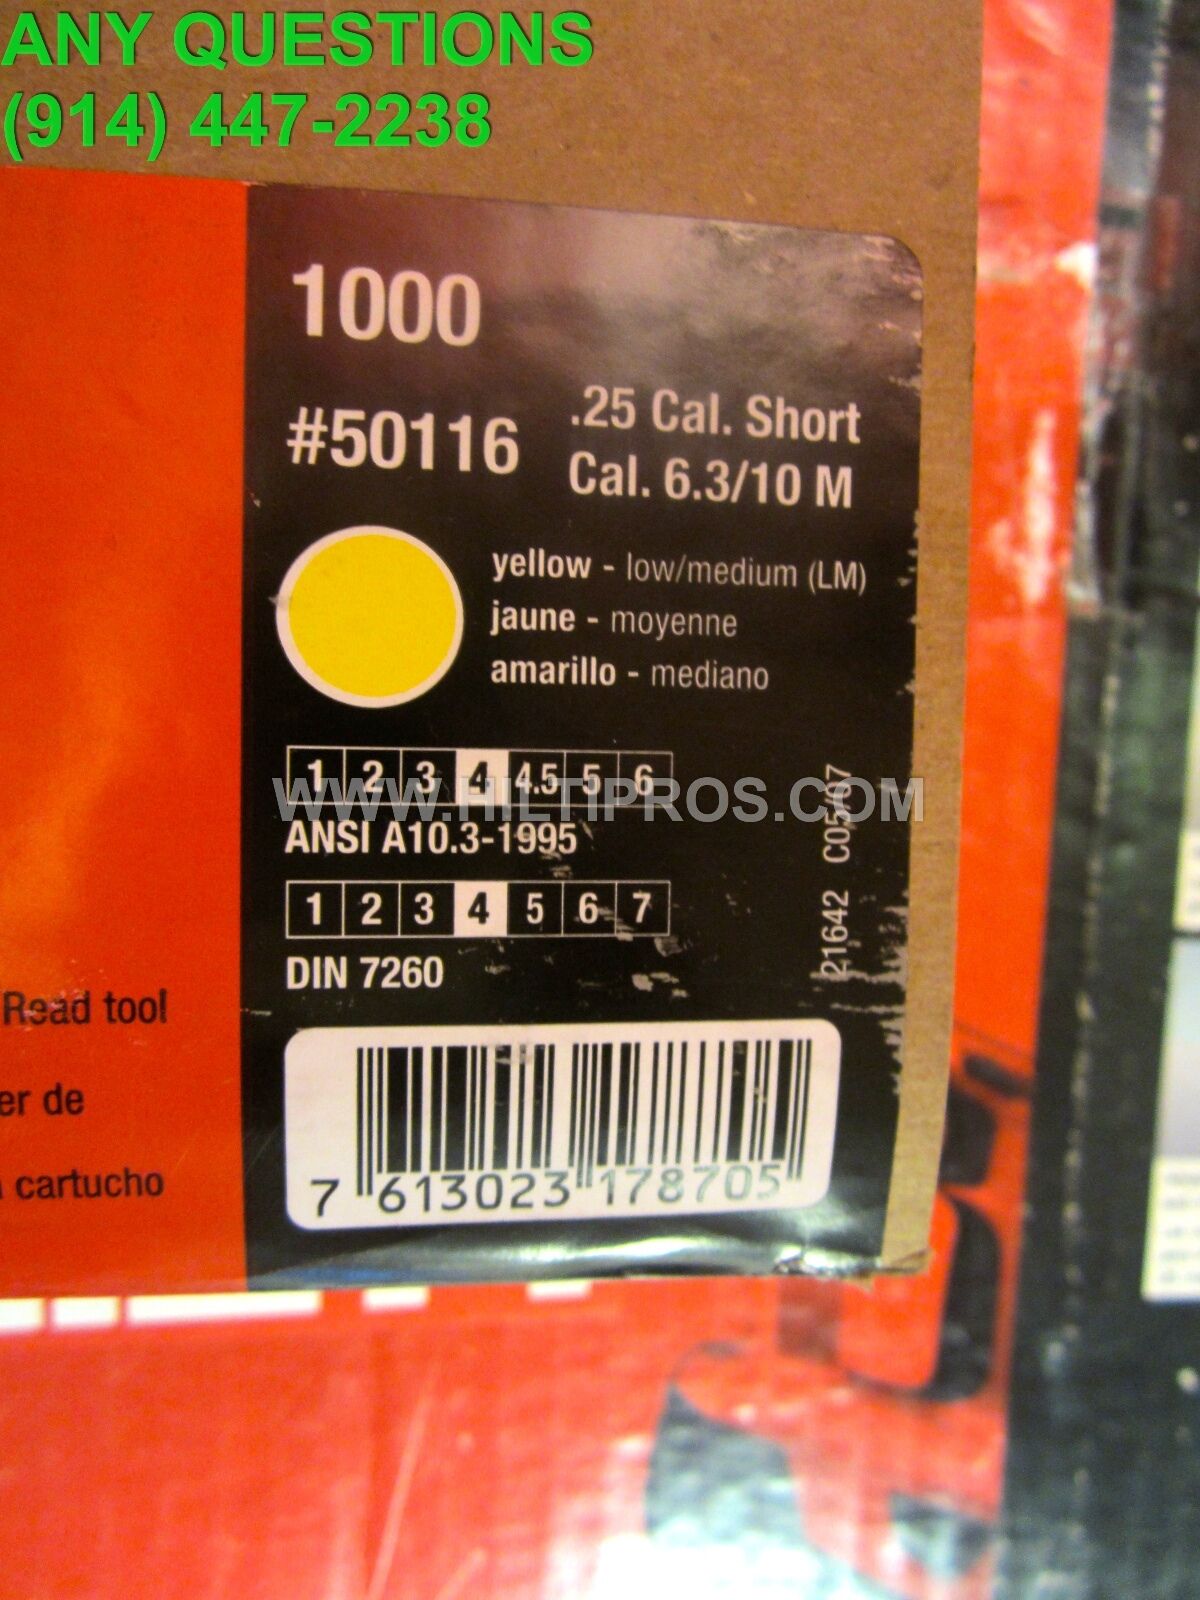 ANY QUESTIONS
(914) 447-2238
1000
#50116
.25 Cal. Short
Cal. 6.3/10 M
yellow - low/medium (LM)
jaune - moyenne
amarillo - mediano
1 2 3 4 4.5 5 6
WWW.HILTIPROS.COM
ANSI A10.3-1995
1 2 3 4 5 6 7
DIN 7260
21642 C05/07
Read tool
er de
cartucho
7 613023 178705